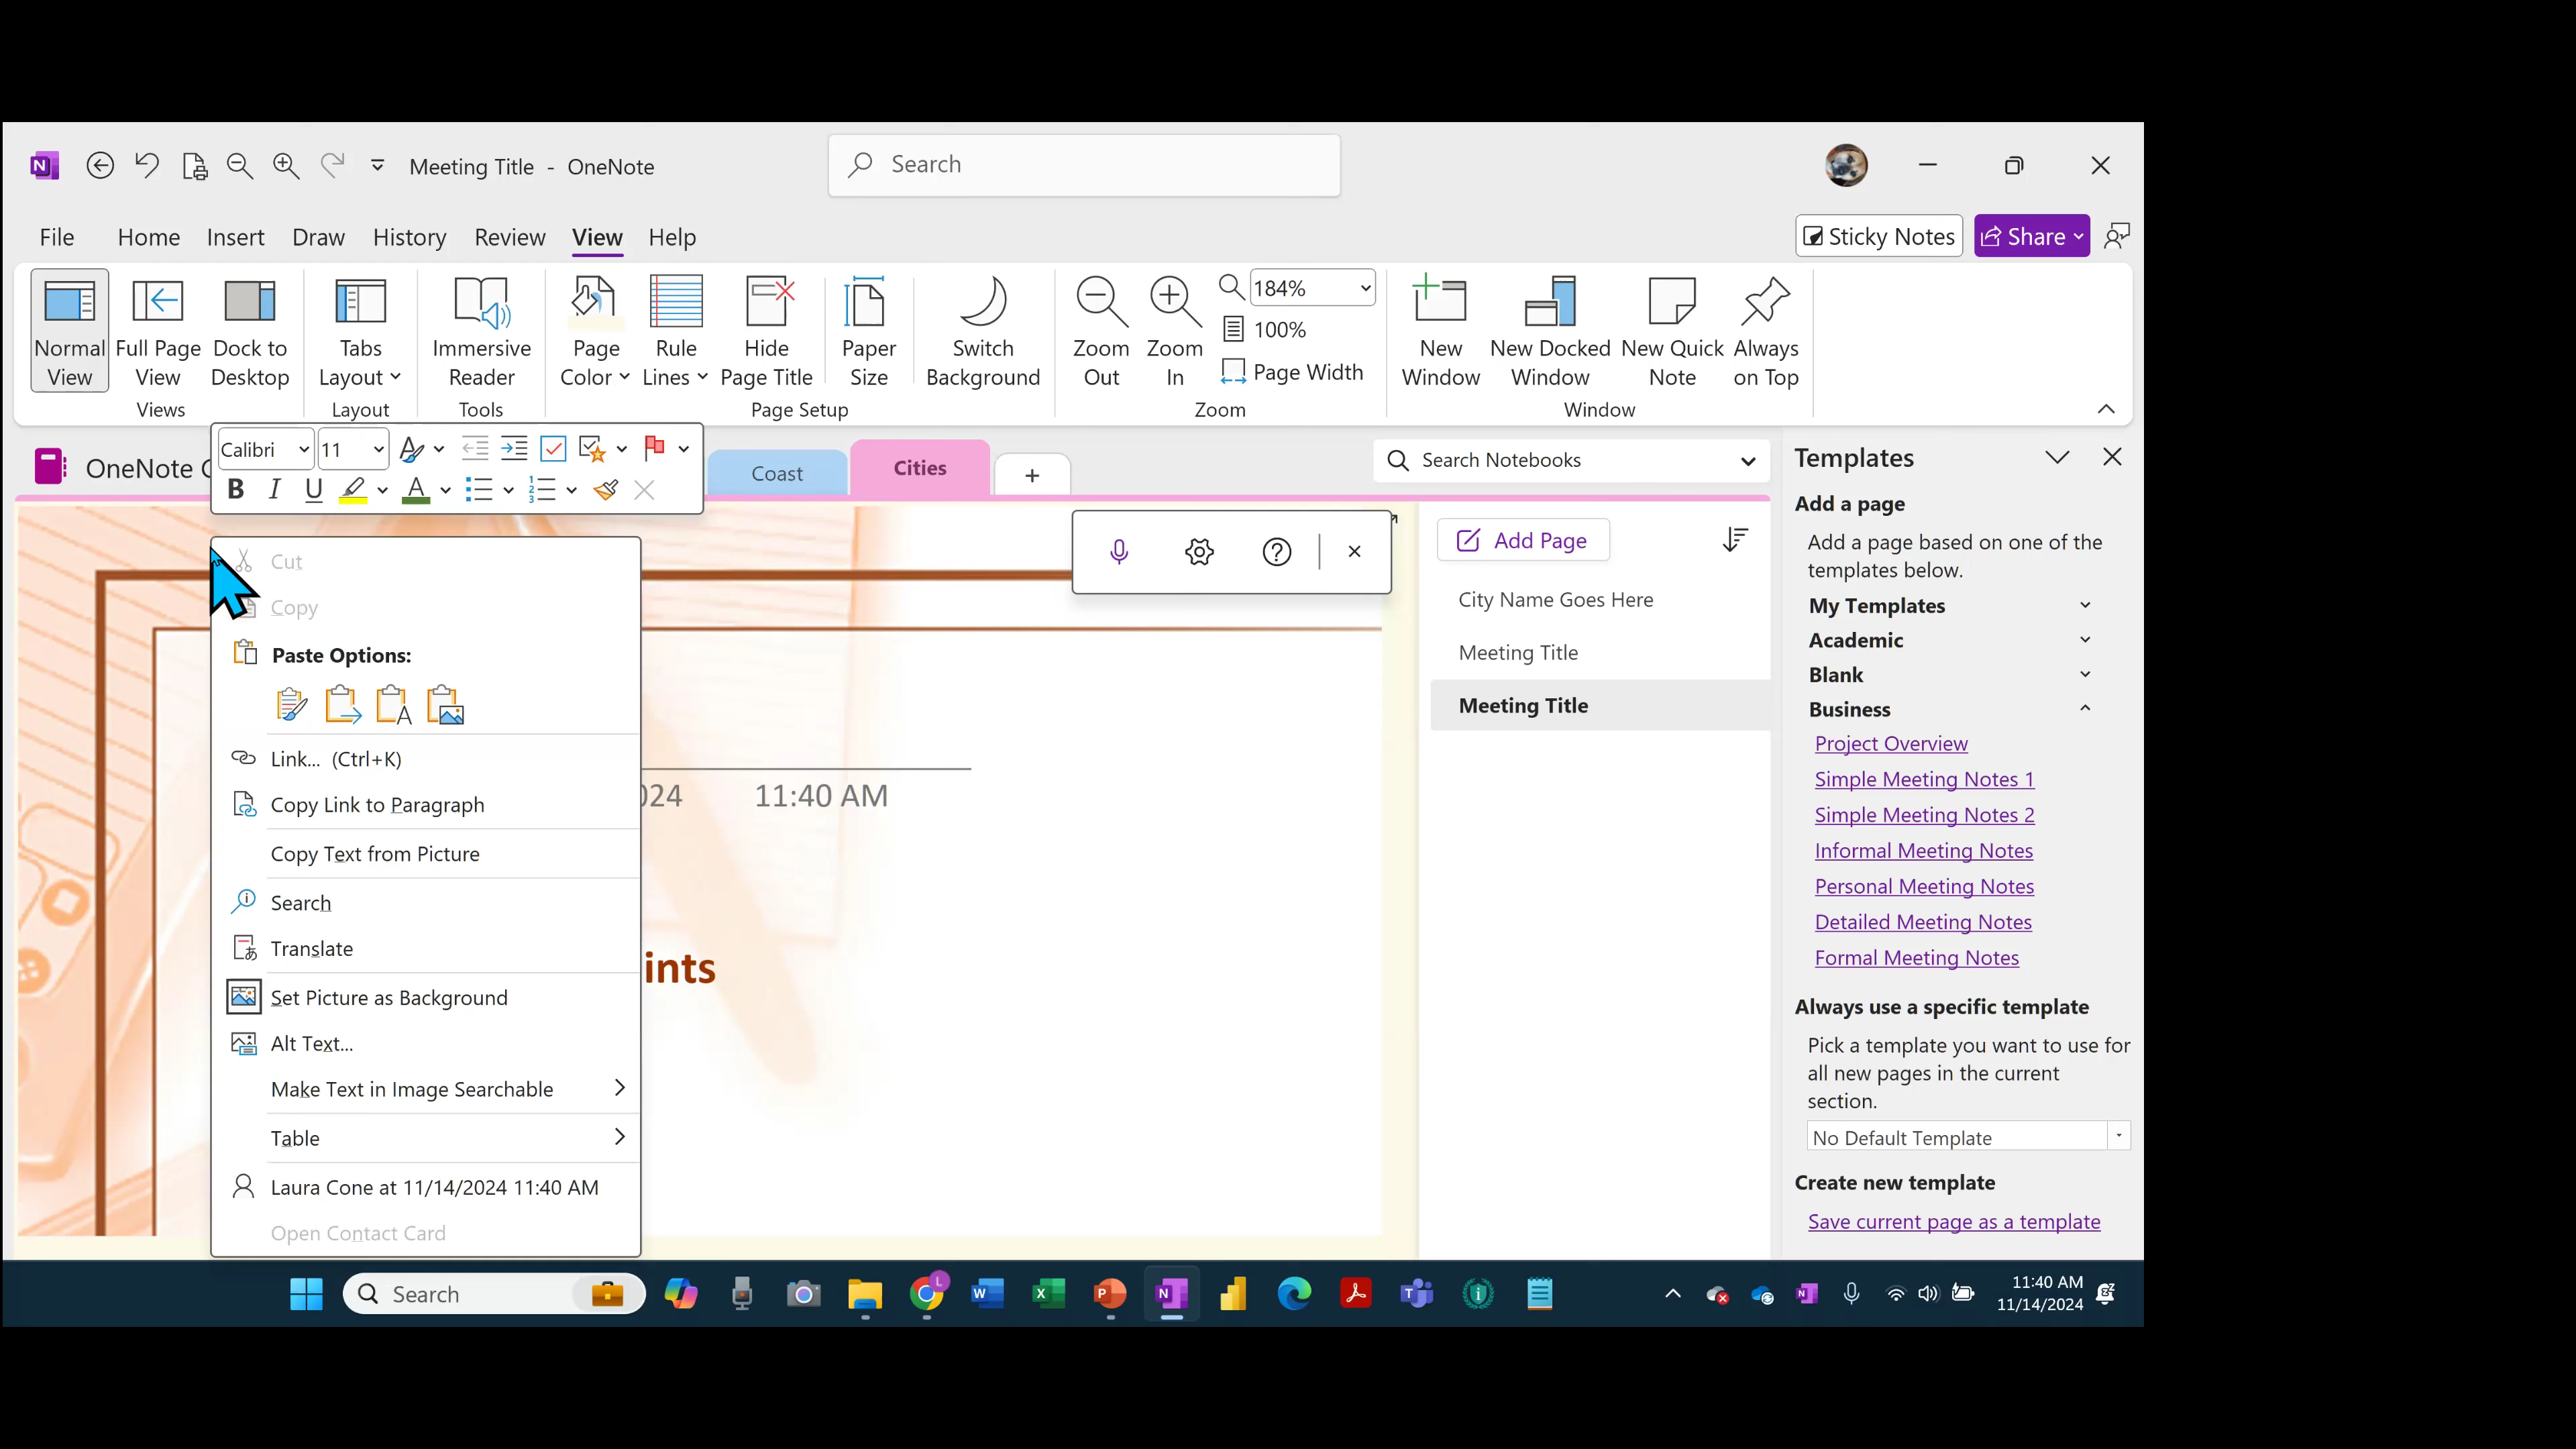 Meeting Title - OneNote
Search
File Home Insert Draw History Review View Help
Sticky Notes
Share
Normal View
Full Page View
Dock to Desktop
Views
Tabs Layout
Layout
Immersive Reader
Tools
Page Color
Rule Lines
Hide Page Title
Paper Size
Switch Background
Page Setup
Zoom Out
Zoom In
184%
100%
Page Width
Zoom
New Window
New Docked Window
New Quick Note
Always on Top
Window
OneNote
Calibri 11
B I U
Coast
Cities
+
Search Notebooks
Cut
Copy
Paste Options:
Link... (Ctrl+K)
Copy Link to Paragraph
Copy Text from Picture
Search
Translate
Set Picture as Background
Alt Text...
Make Text in Image Searchable
Table
Laura Cone at 11/14/2024 11:40 AM
Open Contact Card
024 11:40 AM
ints
Add Page
City Name Goes Here
Meeting Title
Meeting Title
Templates
Add a page
Add a page based on one of the
templates below.
My Templates
Academic
Blank
Business
Project Overview
Simple Meeting Notes 1
Simple Meeting Notes 2
Informal Meeting Notes
Personal Meeting Notes
Detailed Meeting Notes
Formal Meeting Notes
Always use a specific template
Pick a template you want to use for
all new pages in the current
section.
No Default Template
Create new template
Save current page as a template
Search
11:40 AM
11/14/2024